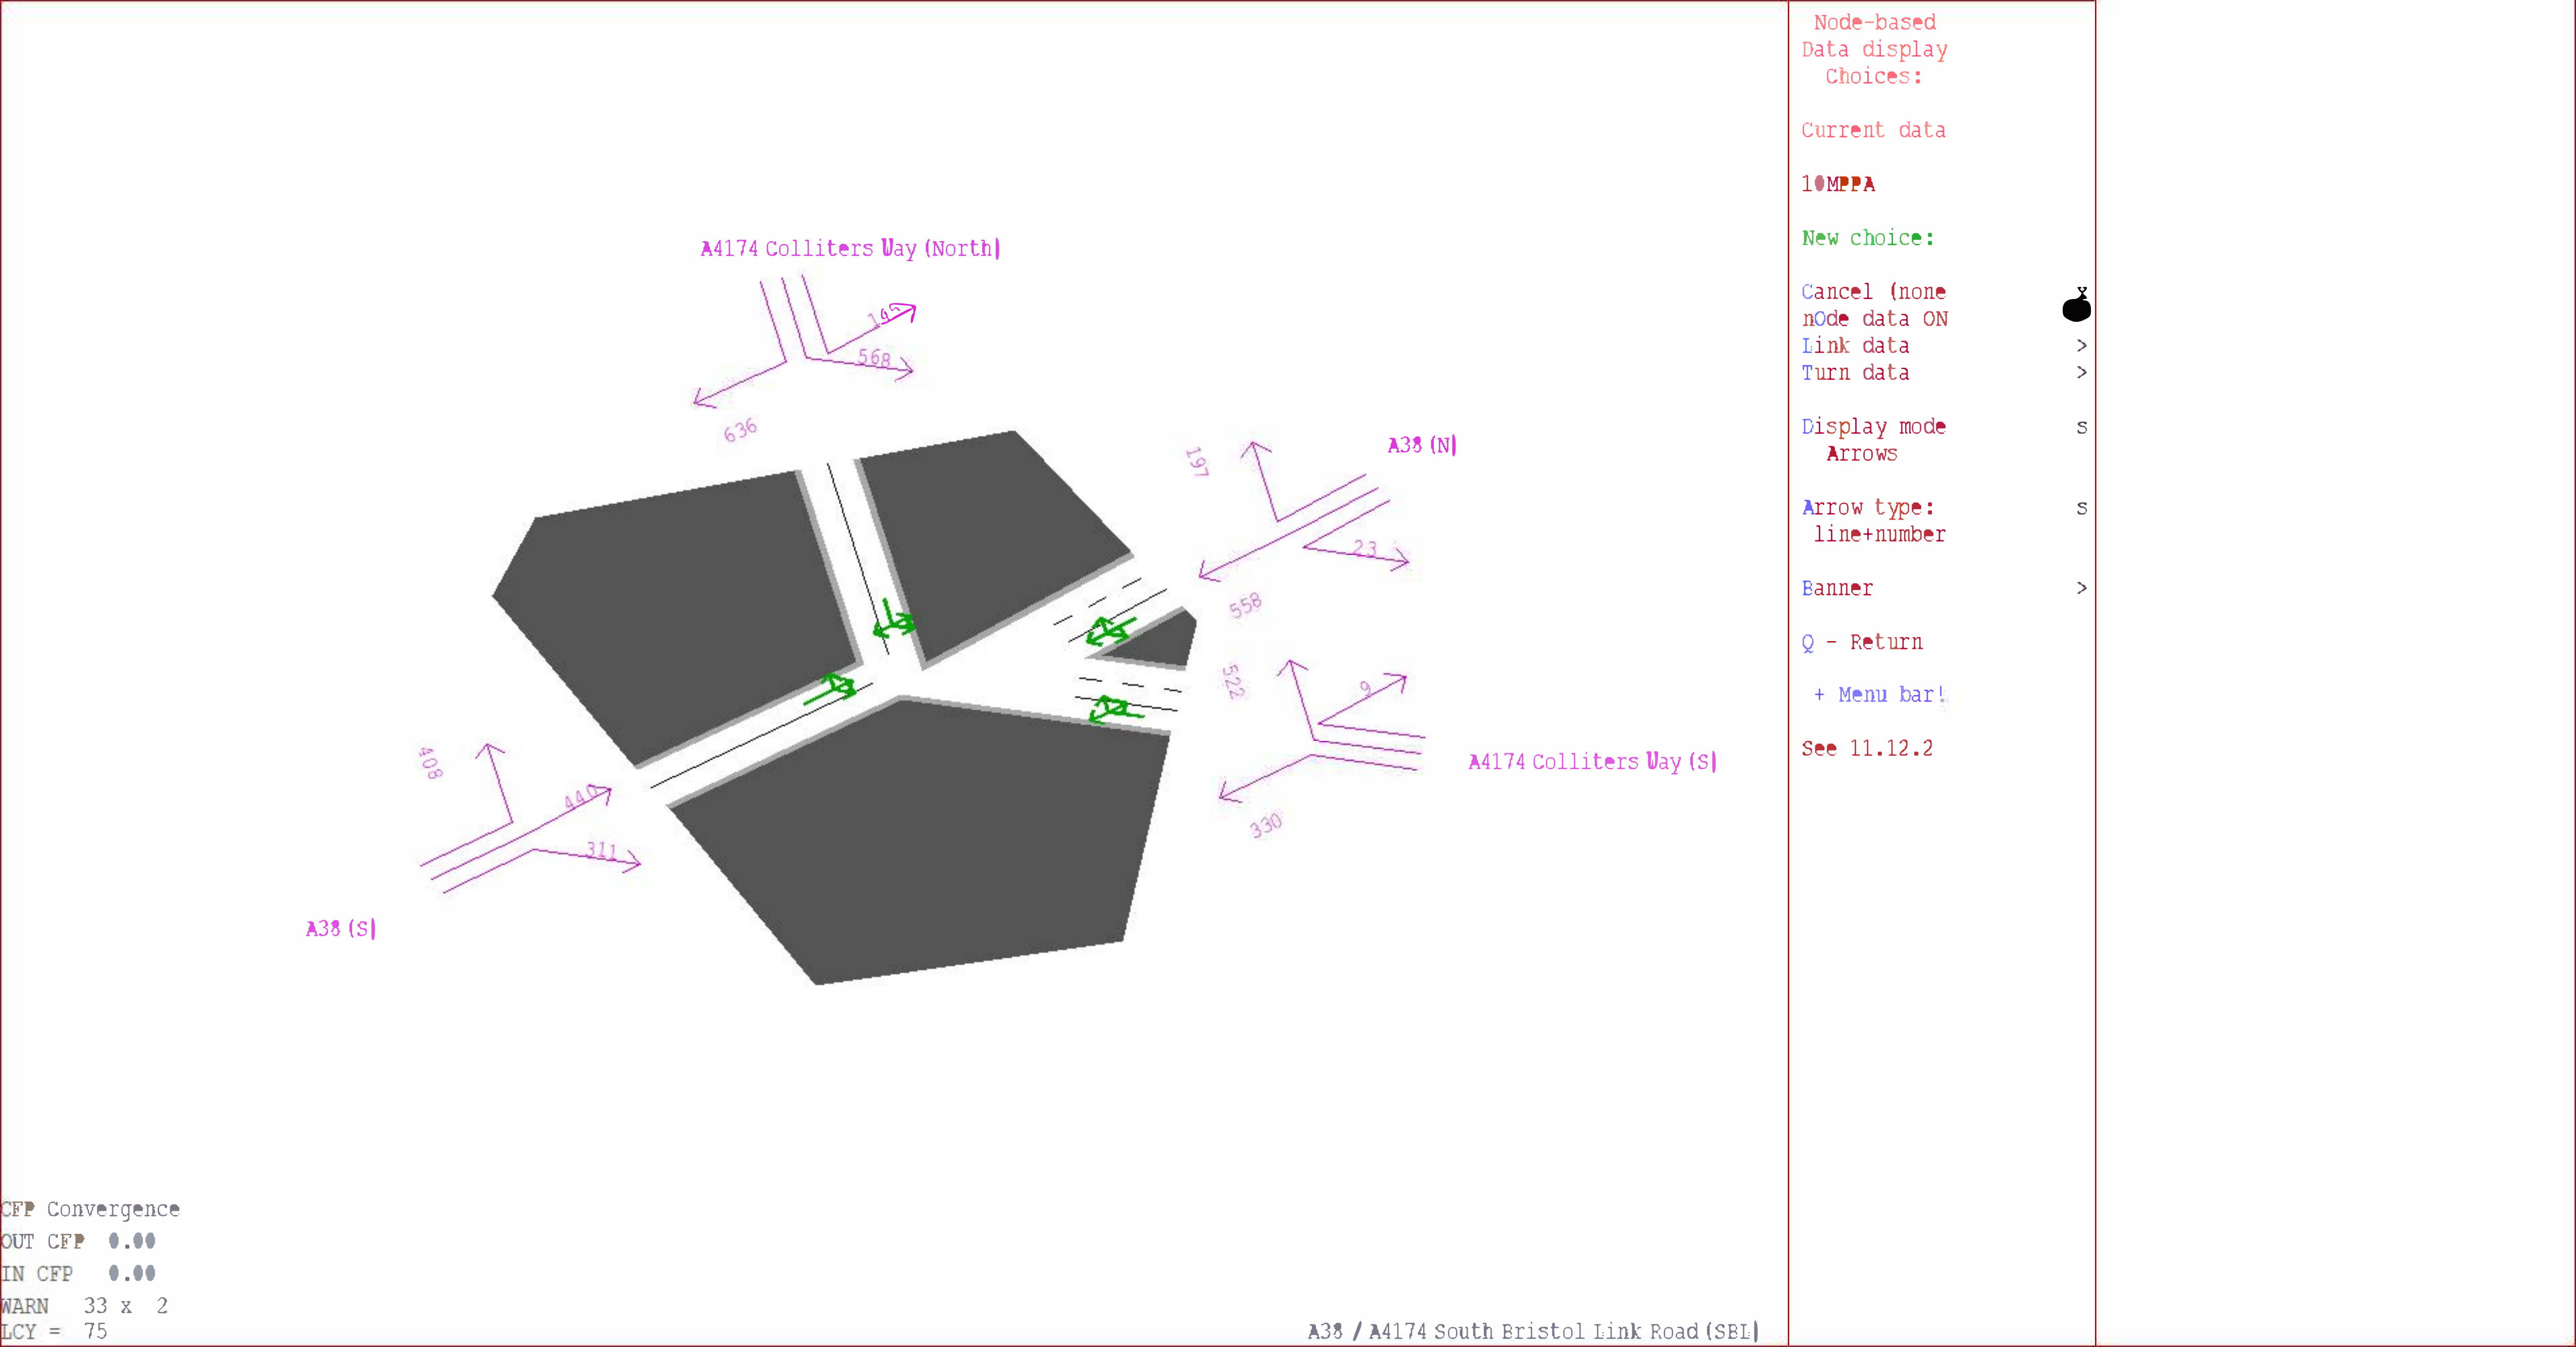 Node-based
Data display
Choices:
Current data
10MPPA
New choice:
Cancel (none x
nOde data ON
Link data >
Turn data >
Display mode s
Arrows
Arrow type: s
line+number
Banner >
Q - Return
+ Menu bar!
See 11.12.2
A4174 Colliters Way (North)
568
636
A38 (N)
197
23
558
522
9
A4174 Colliters Way (S)
330
408
440
311
A38 (S)
CFP Convergence
OUT CFP 0.00
IN CFP 0.00
WARN 33 x 2
LCY = 75
A38 / A4174 South Bristol Link Road (SBL)